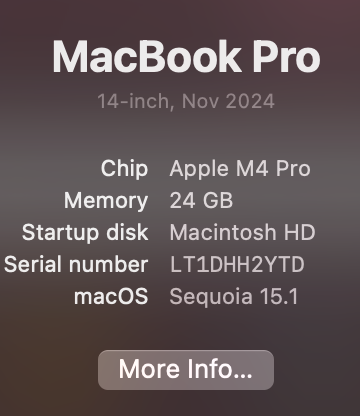 MacBook Pro
14-inch, Nov 2024
Chip Apple M4 Pro
Memory 24 GB
Startup disk Macintosh HD
Serial number LT1DHH2YTD
macOS Sequoia 15.1
More Info...